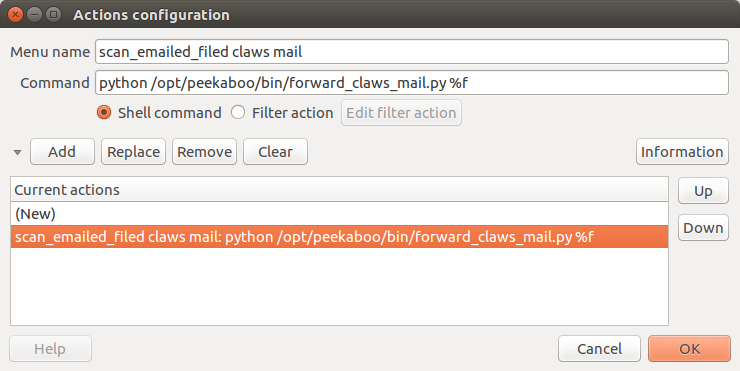 Actions configuration
Menu name scan_emailed_filed claws mail
Command python /opt/peekaboo/bin/forward_claws_mail.py %f
Shell command Filter action Edit filter action
Add Replace Remove Clear Information
Current actions Up
(New)
scan_emailed_filed claws mail: python /opt/peekaboo/bin/forward_claws_mail.py %f Down
Help Cancel OK